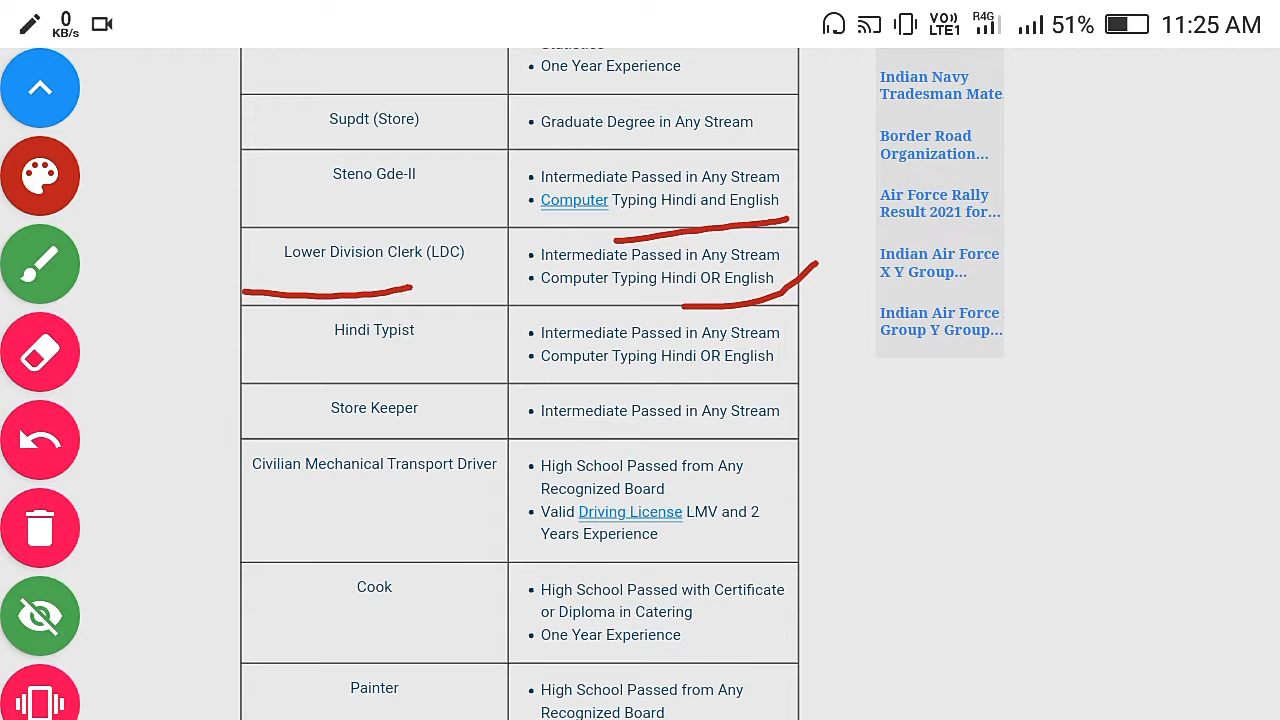 0
KB/s
VO))
LTE1
R4G
51%
11:25 AM
Statistics
One Year Experience
Supdt (Store)
Graduate Degree in Any Stream
Steno Gde-II
Intermediate Passed in Any Stream
Computer Typing Hindi and English
Lower Division Clerk (LDC)
Intermediate Passed in Any Stream
Computer Typing Hindi OR English
Hindi Typist
Intermediate Passed in Any Stream
Computer Typing Hindi OR English
Store Keeper
Intermediate Passed in Any Stream
Civilian Mechanical Transport Driver
High School Passed from Any
Recognized Board
Valid Driving License LMV and 2
Years Experience
Cook
High School Passed with Certificate
or Diploma in Catering
One Year Experience
Painter
High School Passed from Any
Recognized Board
Indian Navy
Tradesman Mate
Border Road
Organization...
Air Force Rally
Result 2021 for...
Indian Air Force
X Y Group...
Indian Air Force
Group Y Group...